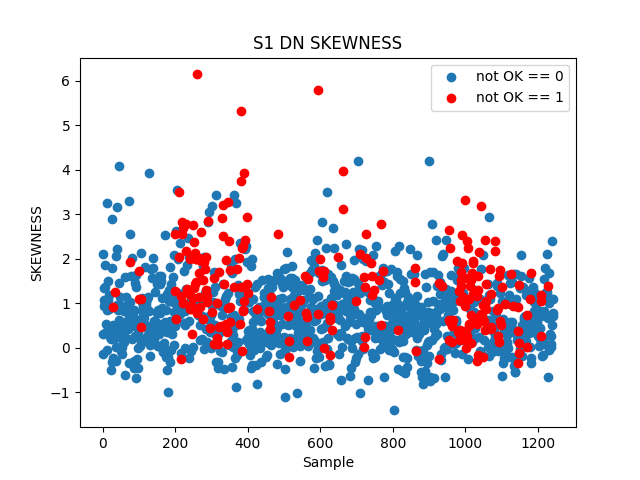 S1 DN SKEWNESS
not OK == 0
not OK == 1
SKEWNESS
6
5
4
3
2
1
0
−1
0 200 400 600 800 1000 1200
Sample